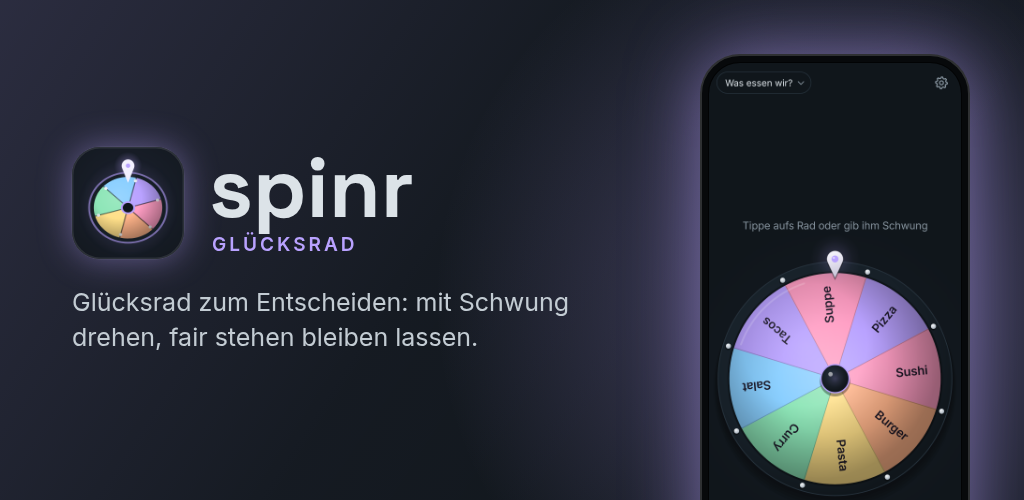 spinr
GLÜCKSRAD
Glücksrad zum Entscheiden: mit Schwung
drehen, fair stehen bleiben lassen.
Was essen wir?
Tippe aufs Rad oder gib ihm Schwung
Suppe
Pizza
Sushi
Burger
Pasta
Curry
Salat
Tacos